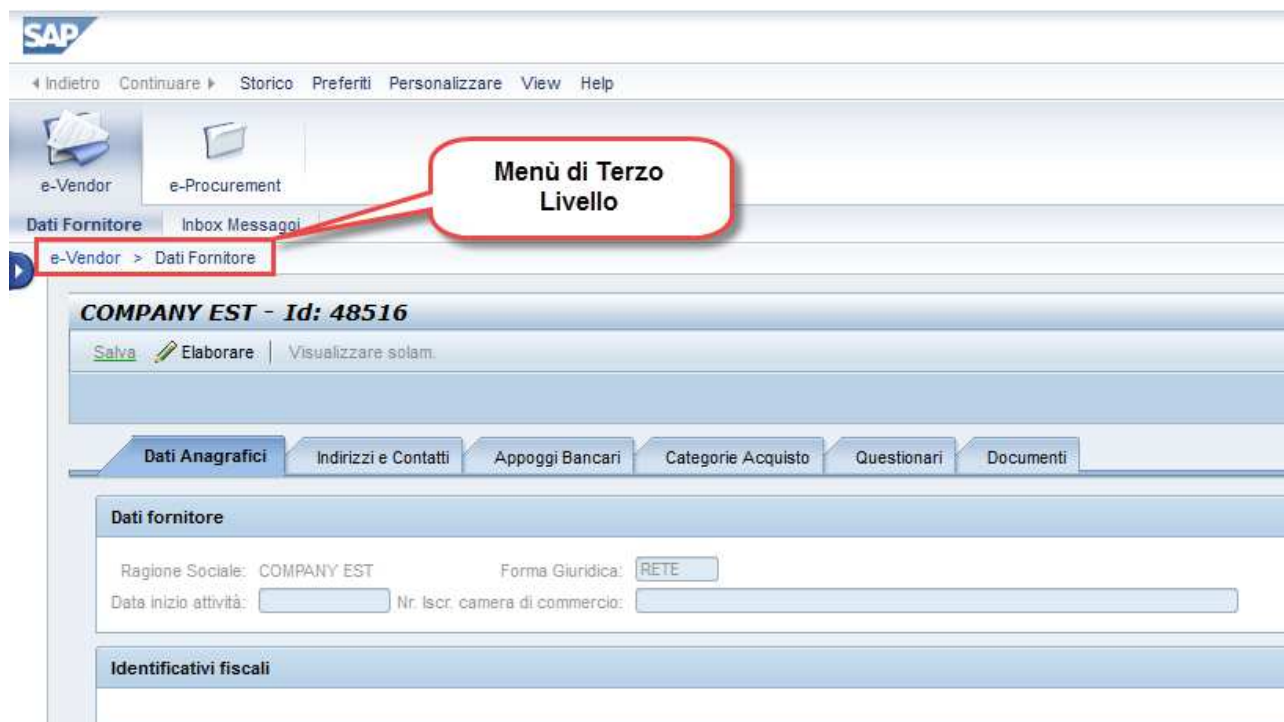 SAP
Indietro Continuare Storico Preferiti Personalizzare View Help
e-Vendor e-Procurement
Menù di Terzo
Livello
Dati Fornitore Inbox Messaggi
e-Vendor > Dati Fornitore
COMPANY EST - Id: 48516
Salva Elaborare Visualizzare solam.
Dati Anagrafici Indirizzi e Contatti Appoggi Bancari Categorie Acquisto Questionari Documenti
Dati fornitore
Ragione Sociale: COMPANY EST Forma Giuridica: RETE
Data inizio attività: Nr. Iscr. camera di commercio:
Identificativi fiscali